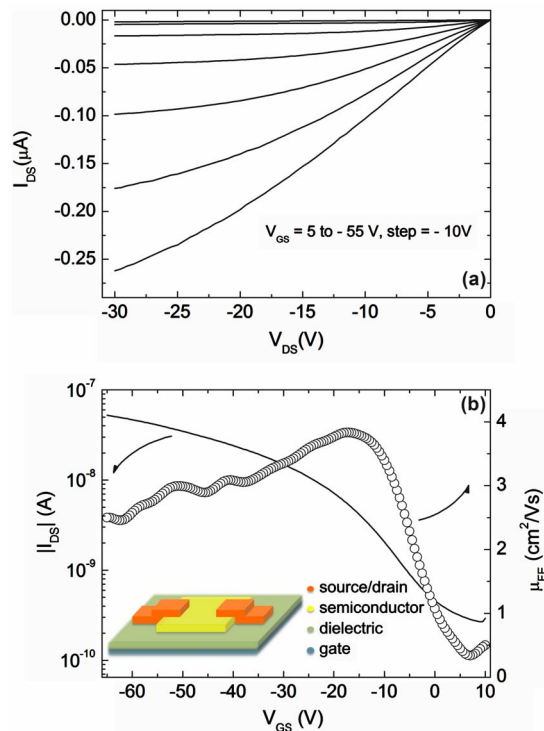 0.00
-0.05
-0.10
-0.15
-0.20
-0.25
I_DS(μA)
V_GS = 5 to - 55 V, step = - 10V
(a)
-30 -25 -20 -15 -10 -5 0
V_DS(V)
10^-7
10^-8
10^-9
10^-10
|I_DS| (A)
(b)
4
3
2
1
0
μ_FE (cm^2/Vs)
source/drain
semiconductor
dielectric
gate
-60 -50 -40 -30 -20 -10 0 10
V_GS (V)